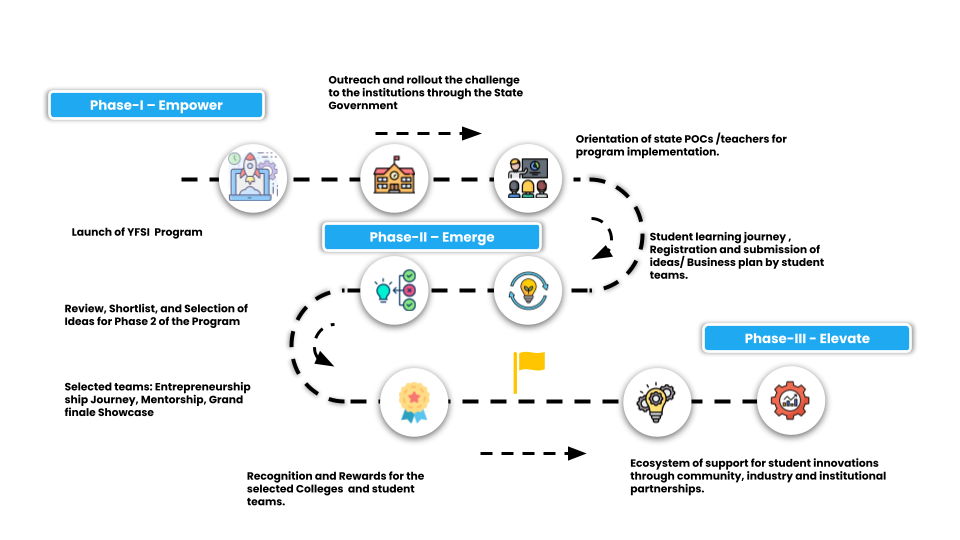 Outreach and rollout the challenge
to the institutions through the State
Government
Phase-I – Empower
Orientation of state POCs /teachers for
program implementation.
Launch of YFSI  Program
Phase-II – Emerge
Student learning journey ,
Registration and submission of
ideas/ Business plan by student
teams.
Review, Shortlist, and Selection of
Ideas for Phase 2 of the Program
Phase-III - Elevate
Selected teams: Entrepreneurship
ship Journey, Mentorship, Grand
finale Showcase
Recognition and Rewards for the
selected Colleges  and student
teams.
Ecosystem of support for student innovations
through community, industry and institutional
partnerships.